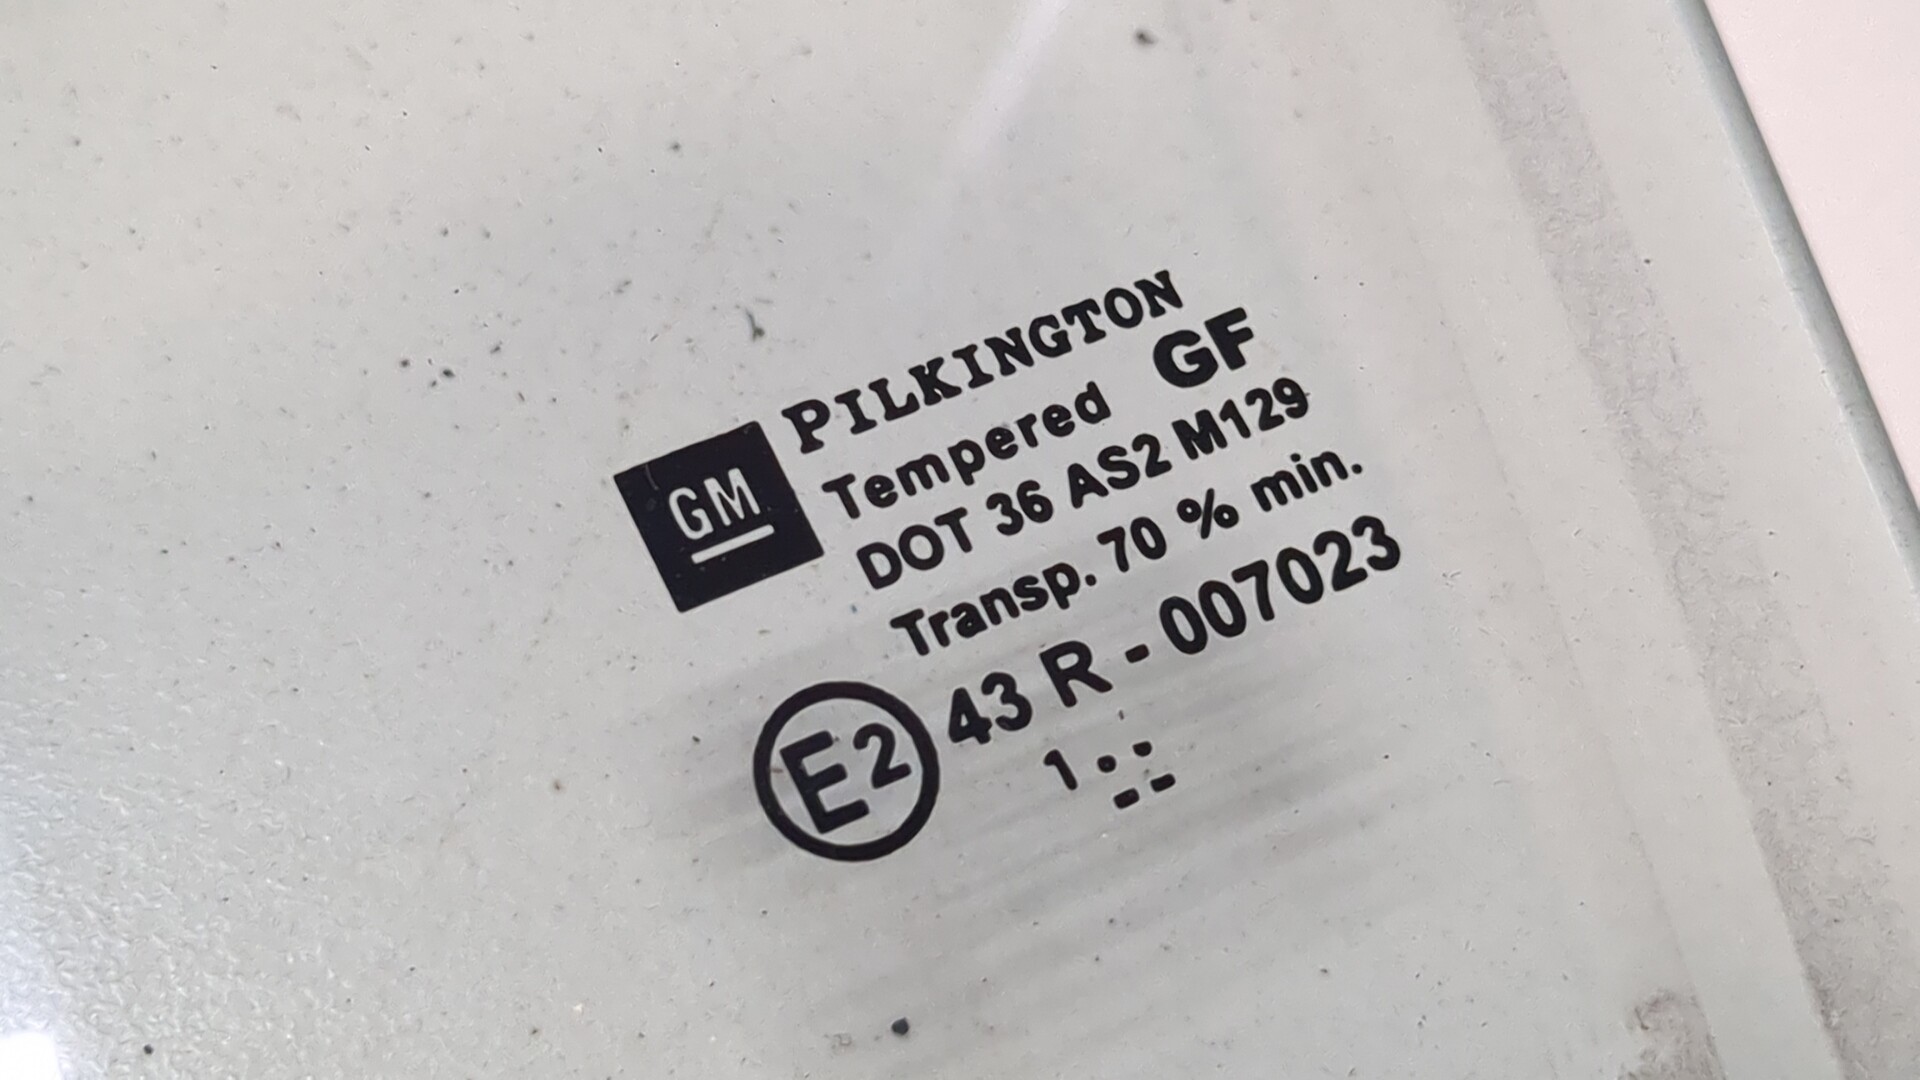 GM
PILKINGTON
Tempered GF
DOT 36 AS2 M129
Transp. 70 % min.
E2 43 R - 007023
1